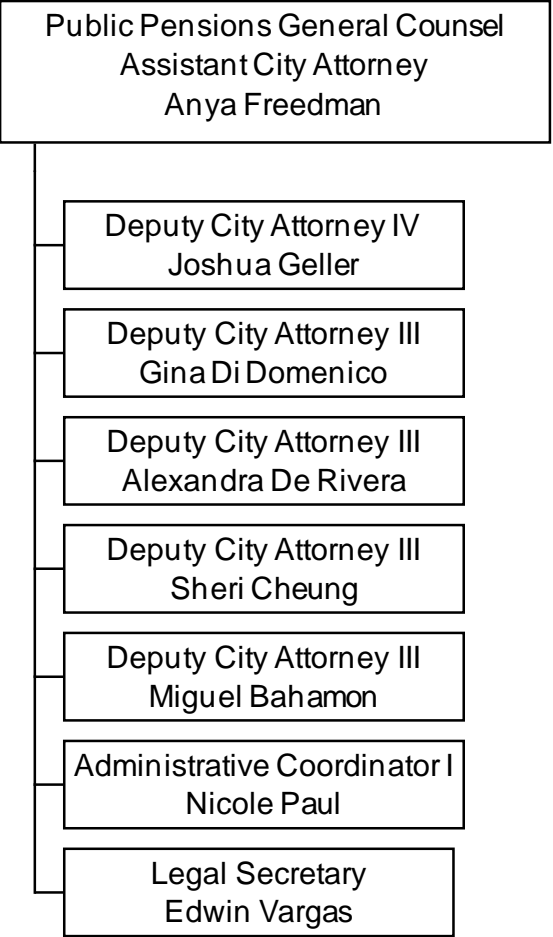 Public Pensions General Counsel
Assistant City Attorney
Anya Freedman
Deputy City Attorney IV
Joshua Geller
Deputy City Attorney III
Gina Di Domenico
Deputy City Attorney III
Alexandra De Rivera
Deputy City Attorney III
Sheri Cheung
Deputy City Attorney III
Miguel Bahamon
Administrative Coordinator I
Nicole Paul
Legal Secretary
Edwin Vargas